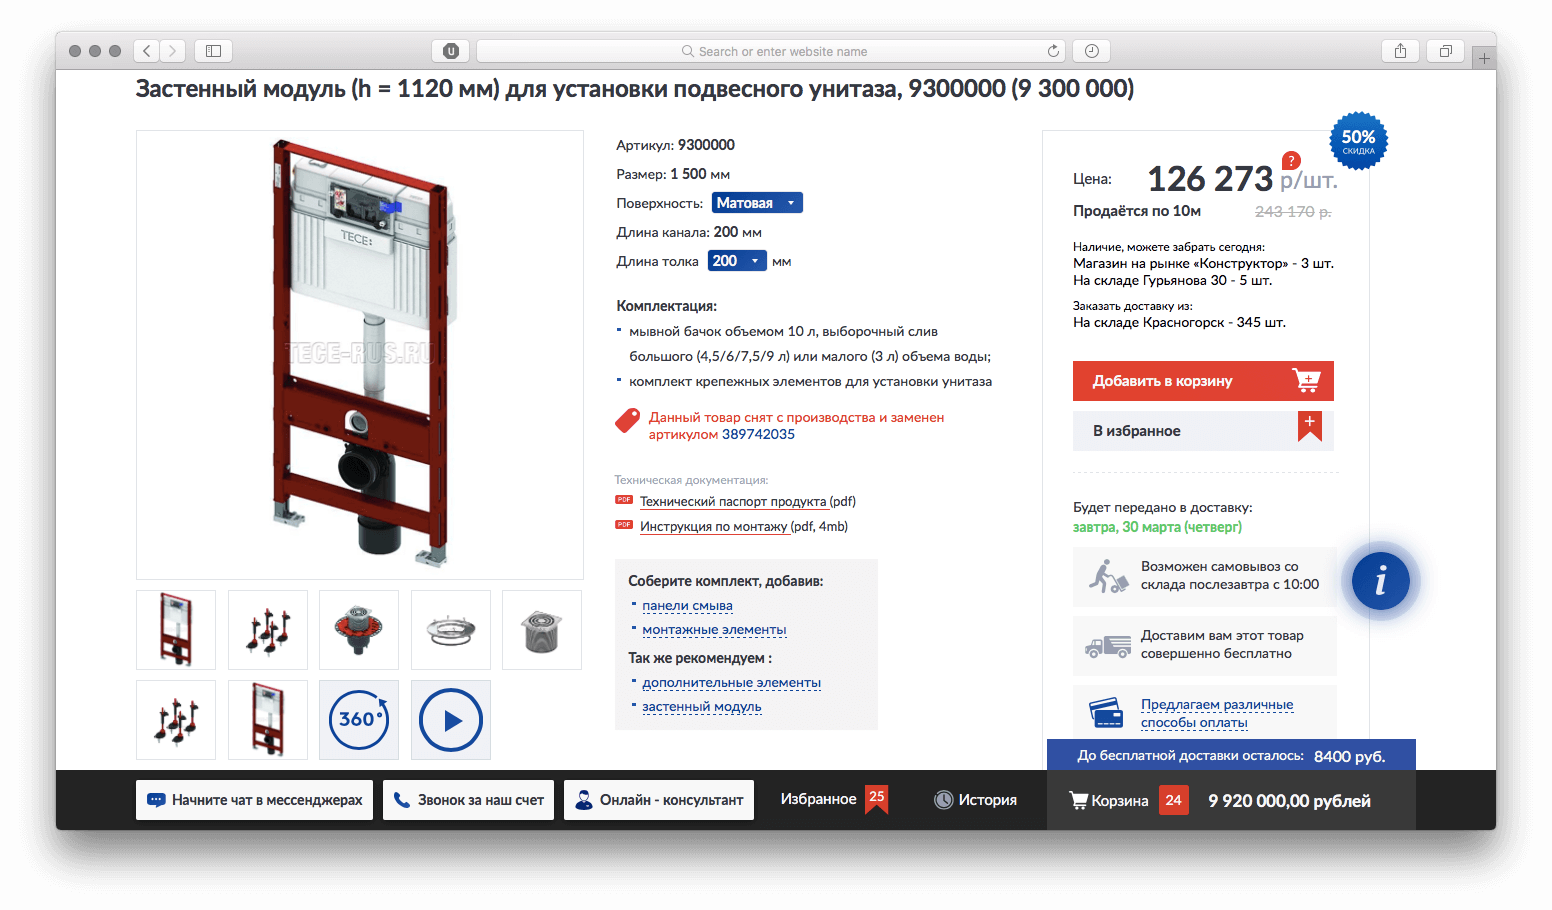 Search or enter website name
Застенный модуль (h = 1120 мм) для установки подвесного унитаза, 9300000 (9 300 000)
TECE:
TECE-RUS.RU
360°
Артикул: 9300000
Размер: 1 500 мм
Поверхность: Матовая
Длина канала: 200 мм
Длина толка 200 мм
Комплектация:
мывной бачок объемом 10 л, выборочный слив
большого (4,5/6/7,5/9 л) или малого (3 л) объема воды;
комплект крепежных элементов для установки унитаза
Данный товар снят с производства и заменен
артикулом 389742035
Техническая документация:
PDF Технический паспорт продукта (pdf)
PDF Инструкция по монтажу (pdf, 4mb)
Соберите комплект, добавив:
панели смыва
монтажные элементы
Так же рекомендуем :
дополнительные элементы
застенный модуль
50%
СКИДКА
Цена: 126 273 р/шт. ?
Продаётся по 10м 243 170 р.
Наличие, можете забрать сегодня:
Магазин на рынке «Конструктор» - 3 шт.
На складе Гурьянова 30 - 5 шт.
Заказать доставку из:
На складе Красногорск - 345 шт.
Добавить в корзину
В избранное
Будет передано в доставку:
завтра, 30 марта (четверг)
Возможен самовывоз со
склада послезавтра с 10:00
i
Доставим вам этот товар
совершенно бесплатно
Предлагаем различные
способы оплаты
До бесплатной доставки осталось: 8400 руб.
Начните чат в мессенджерах Звонок за наш счет Онлайн - консультант Избранное 25 История Корзина 24 9 920 000,00 рублей